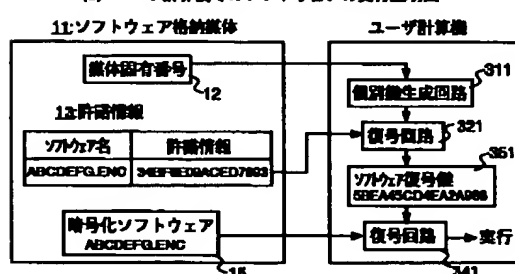 11:ソフトウェア格納媒体
ユーザ計算機
媒体固有番号
12
個別鍵生成回路
311
13:許諾情報
ソフトウェア名
許諾情報
ABCDEFG.ENC
復号回路
321
ソフトウェア復号鍵
351
暗号化ソフトウェア
ABCDEFG.ENC
15
復号回路
実行
341